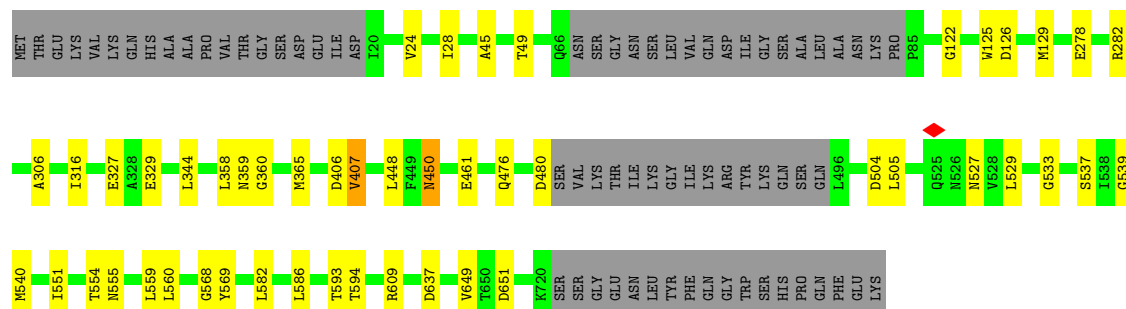 MET THR GLU LYS VAL LYS GLN HIS ALA ALA PRO VAL THR GLY SER ASP GLU ILE ASP I20 V24 I28 A45 T49 Q66 ASN SER GLY ASN SER LEU VAL GLN ASP ILE GLY SER ALA LEU ALA ASN LYS PRO P85 G122 W125 D126 M129 E278 R282
A306 I316 E327 A328 E329 L344 L358 N359 G360 M365 D406 V407 L448 F449 N450 E461 Q476 D480 SER VAL LYS THR ILE LYS GLY ILE LYS ARG TYR LYS GLN SER GLN L496 D504 L505 Q525 N526 N527 V528 L529 G533 S537 I538 G539
M540 I551 T554 N555 L559 L560 G568 Y569 L582 L586 T593 T594 R609 D637 V649 T650 D651 K720 SER SER GLY GLU ASN LEU TYR PHE GLN GLY TRP SER HIS PRO GLN PHE GLU LYS